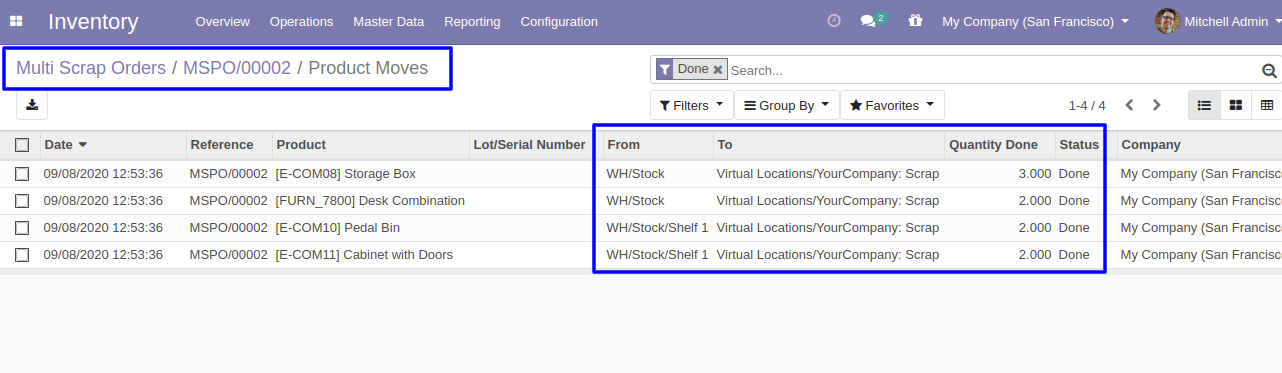 Inventory Overview Operations Master Data Reporting Configuration 2 My Company (San Francisco) Mitchell Admin
Multi Scrap Orders / MSPO/00002 / Product Moves Done Search...
Filters Group By Favorites 1-4 / 4
Date Reference Product Lot/Serial Number From To Quantity Done Status Company
09/08/2020 12:53:36 MSPO/00002 [E-COM08] Storage Box WH/Stock Virtual Locations/YourCompany: Scrap 3.000 Done My Company (San Francisco
09/08/2020 12:53:36 MSPO/00002 [FURN_7800] Desk Combination WH/Stock Virtual Locations/YourCompany: Scrap 2.000 Done My Company (San Francisco
09/08/2020 12:53:36 MSPO/00002 [E-COM10] Pedal Bin WH/Stock/Shelf 1 Virtual Locations/YourCompany: Scrap 2.000 Done My Company (San Francisco
09/08/2020 12:53:36 MSPO/00002 [E-COM11] Cabinet with Doors WH/Stock/Shelf 1 Virtual Locations/YourCompany: Scrap 2.000 Done My Company (San Francisco